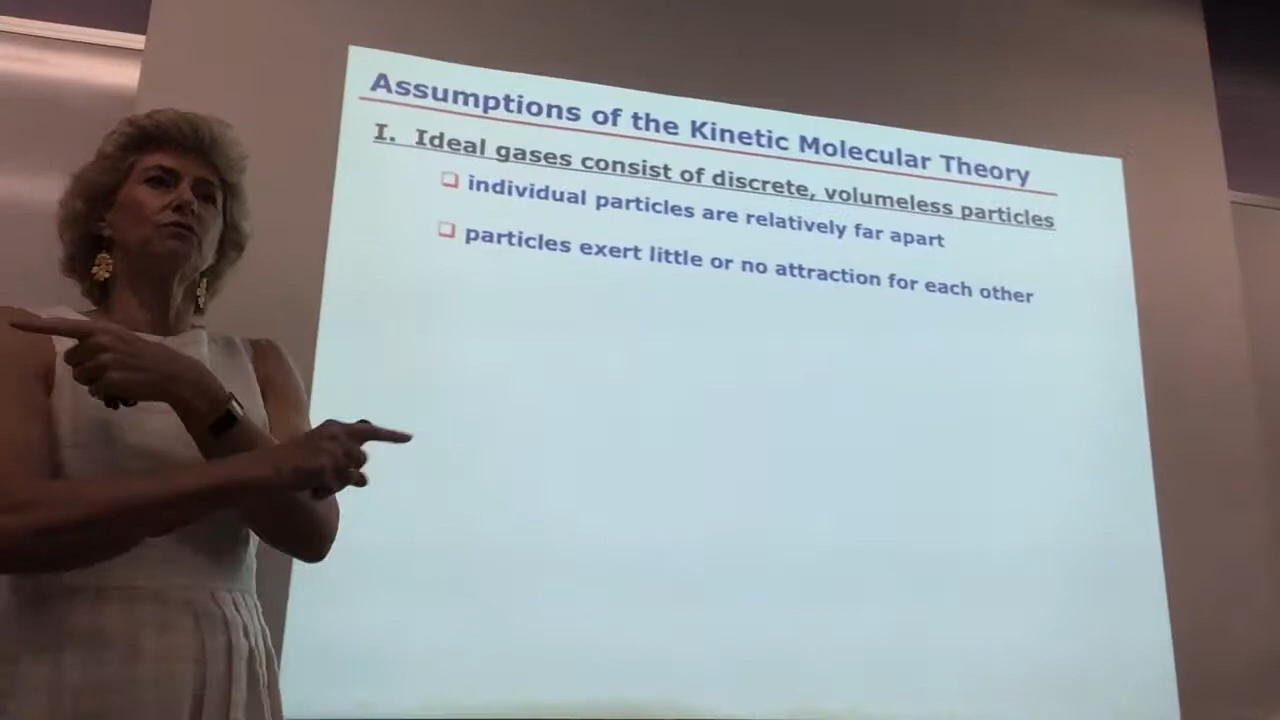 Assumptions of the Kinetic Molecular Theory
I. Ideal gases consist of discrete, volumeless particles
individual particles are relatively far apart
particles exert little or no attraction for each other